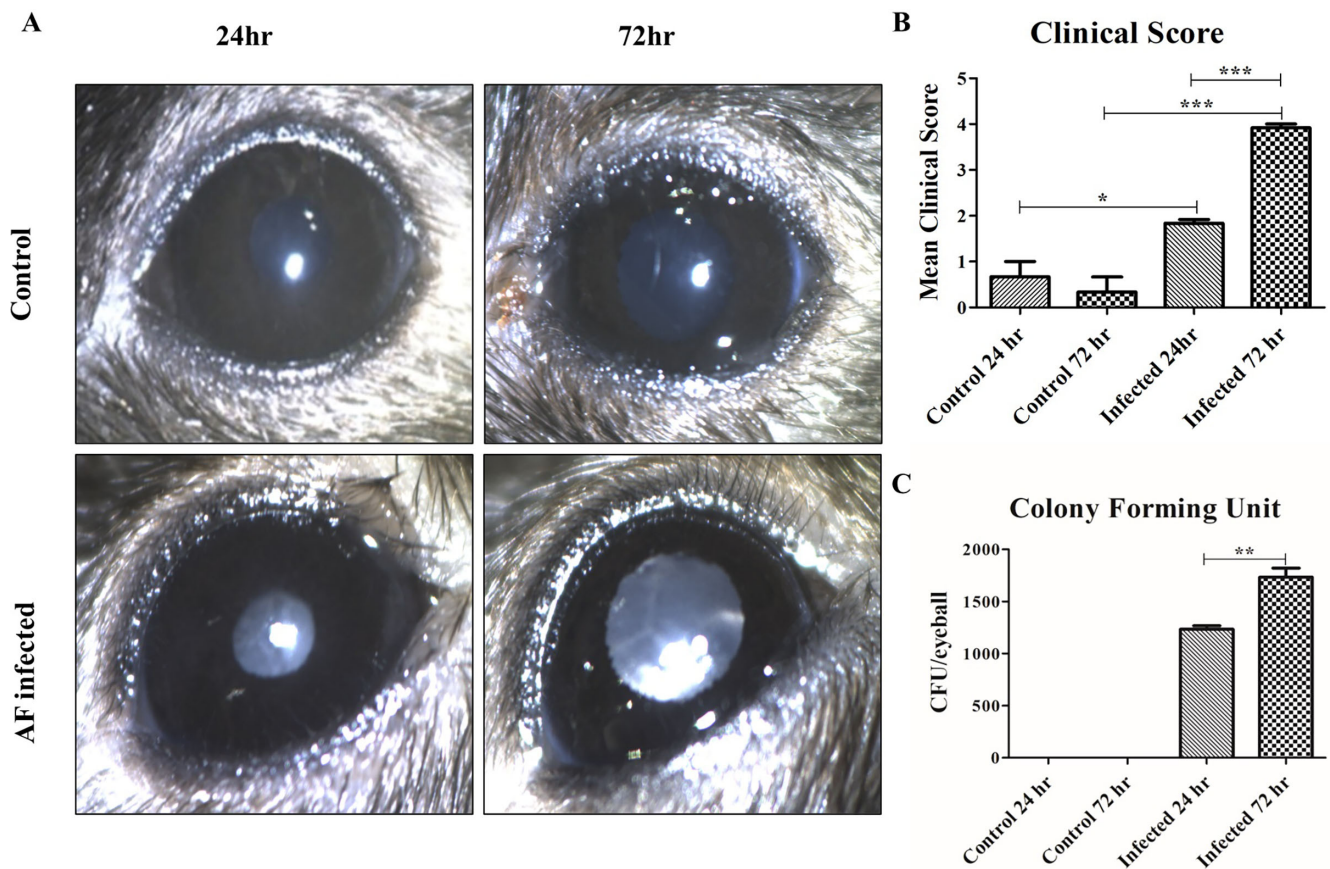 A
24hr
72hr
Control
AF infected
B
Clinical Score
Mean Clinical Score
5
4
3
2
1
0
***
***
*
Control 24 hr
Control 72 hr
Infected 24hr
Infected 72 hr
C
Colony Forming Unit
CFU/eyeball
2000
1500
1000
500
0
**
Control 24 hr
Control 72 hr
Infected 24 hr
Infected 72 hr